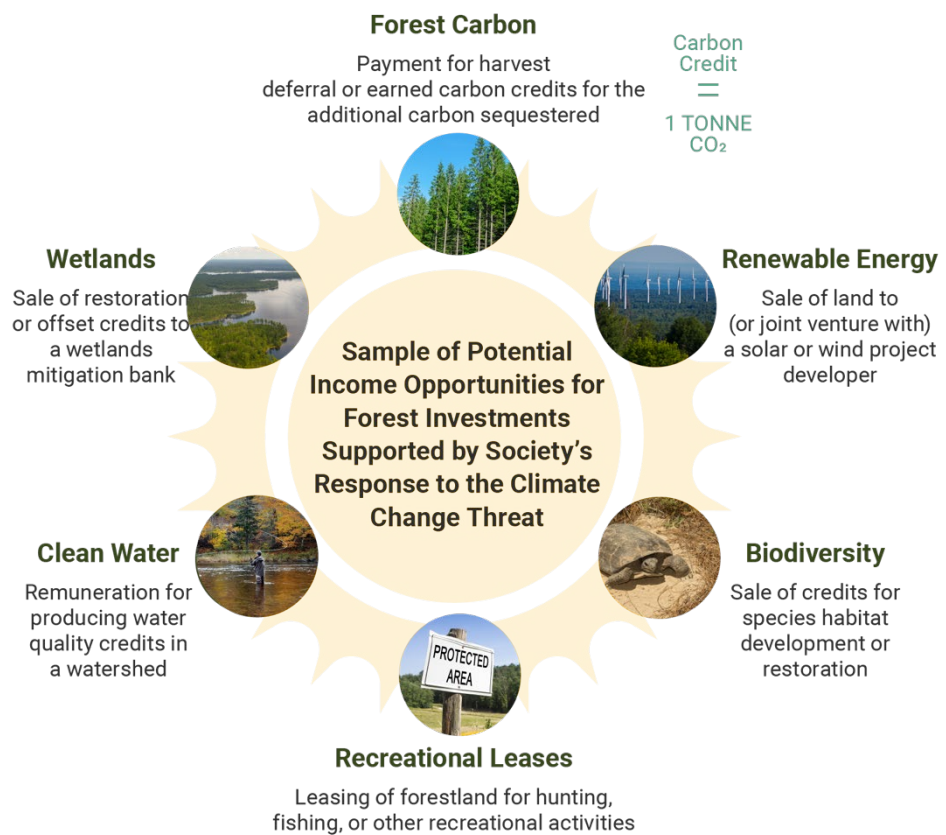 Forest Carbon
Payment for harvest
deferral or earned carbon credits for the
additional carbon sequestered
Carbon
Credit
=
1 TONNE
CO₂
Wetlands
Sale of restoration
or offset credits to
a wetlands
mitigation bank
Renewable Energy
Sale of land to
(or joint venture with)
a solar or wind project
developer
Sample of Potential
Income Opportunities for
Forest Investments
Supported by Society’s
Response to the Climate
Change Threat
Clean Water
Remuneration for
producing water
quality credits in
a watershed
Biodiversity
Sale of credits for
species habitat
development or
restoration
PROTECTED
AREA
Recreational Leases
Leasing of forestland for hunting,
fishing, or other recreational activities